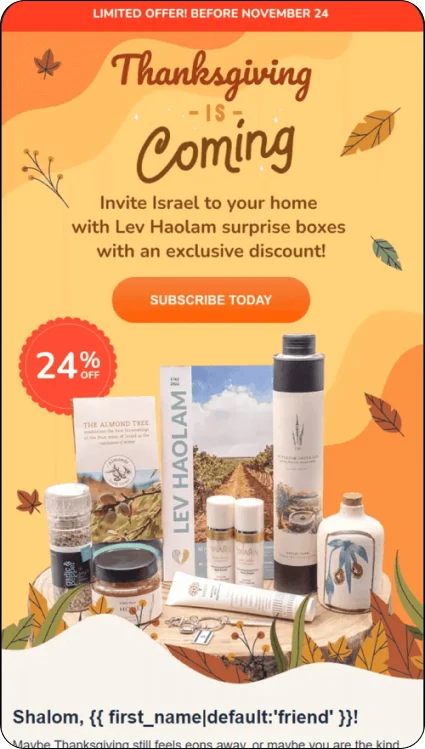 LIMITED OFFER! BEFORE NOVEMBER 24
Thanksgiving
- IS -
Coming
Invite Israel to your home
with Lev Haolam surprise boxes
with an exclusive discount!
SUBSCRIBE TODAY
24%
OFF
THE ALMOND TREE
LEV HAOLAM
garlic &
pepper
Shalom, {{ first_name|default:'friend' }}!
Maybe Thanksgiving still feels eons away, or maybe you are the kind